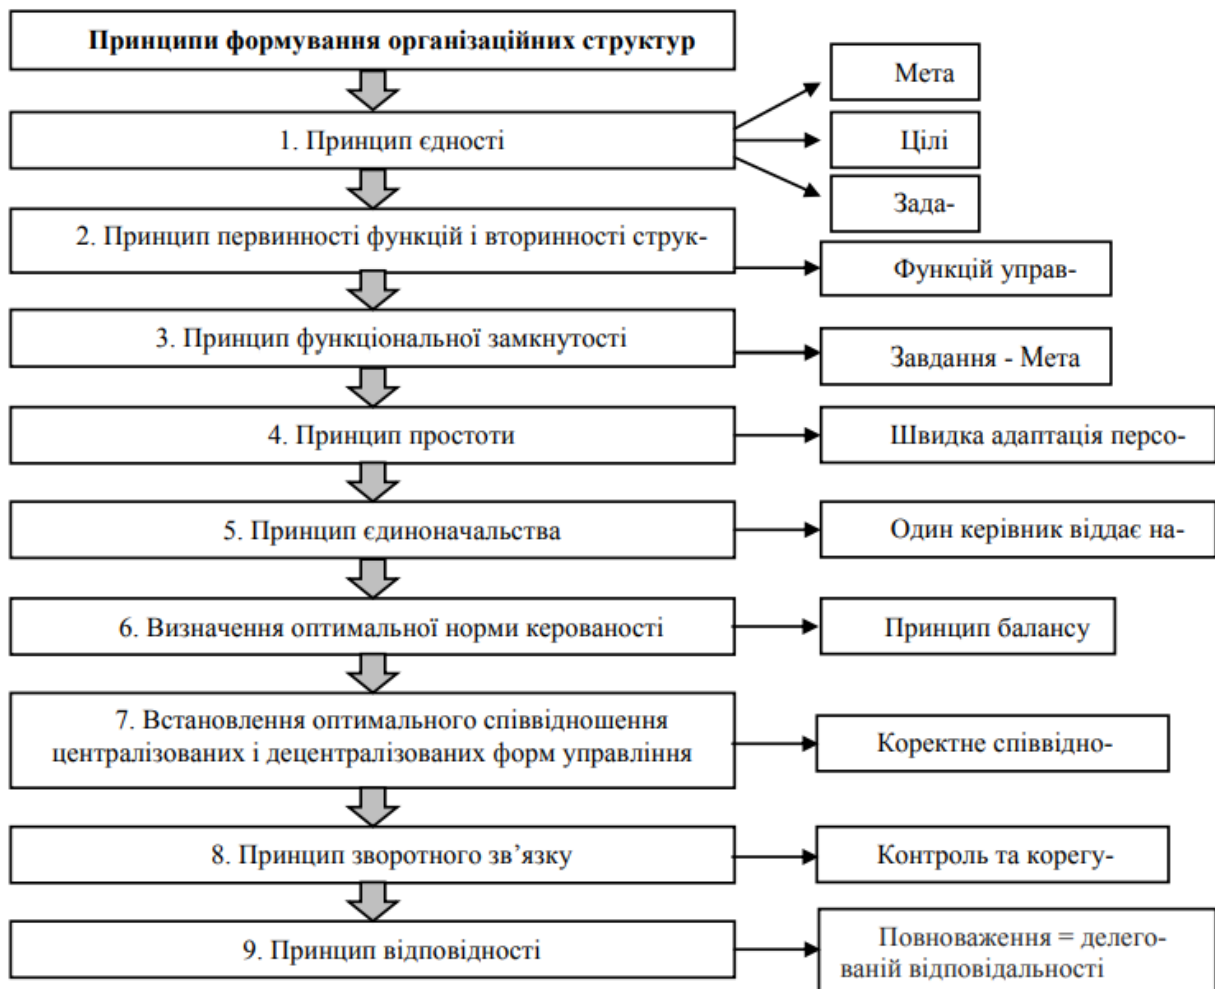 Принципи формування організаційних структур
1. Принцип єдності
Мета
Цілі
Зада-
2. Принцип первинності функцій і вторинності струк-
Функцій управ-
3. Принцип функціональної замкнутості
Завдання - Мета
4. Принцип простоти
Швидка адаптація персо-
5. Принцип єдиноначальства
Один керівник віддає на-
6. Визначення оптимальної норми керованості
Принцип балансу
7. Встановлення оптимального співвідношення
централізованих і децентралізованих форм управління
Коректне співвідно-
8. Принцип зворотного зв’язку
Контроль та корегу-
9. Принцип відповідності
Повноваження = делего-
ваній відповідальності